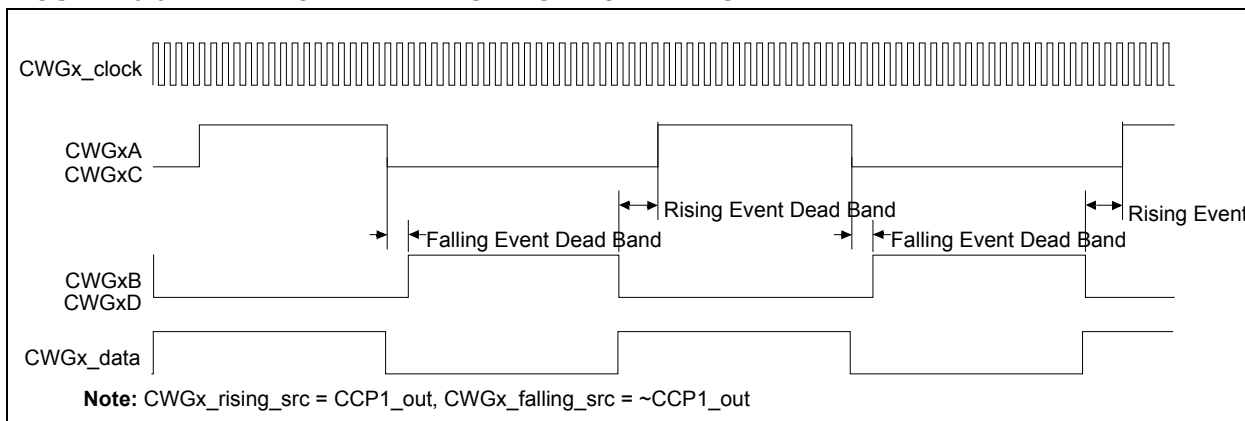 CWGx_clock
CWGxA
CWGxC
Rising Event Dead Band
Rising Event
Falling Event Dead Band
Falling Event Dead Band
CWGxB
CWGxD
CWGx_data
Note: CWGx_rising_src = CCP1_out, CWGx_falling_src = ~CCP1_out